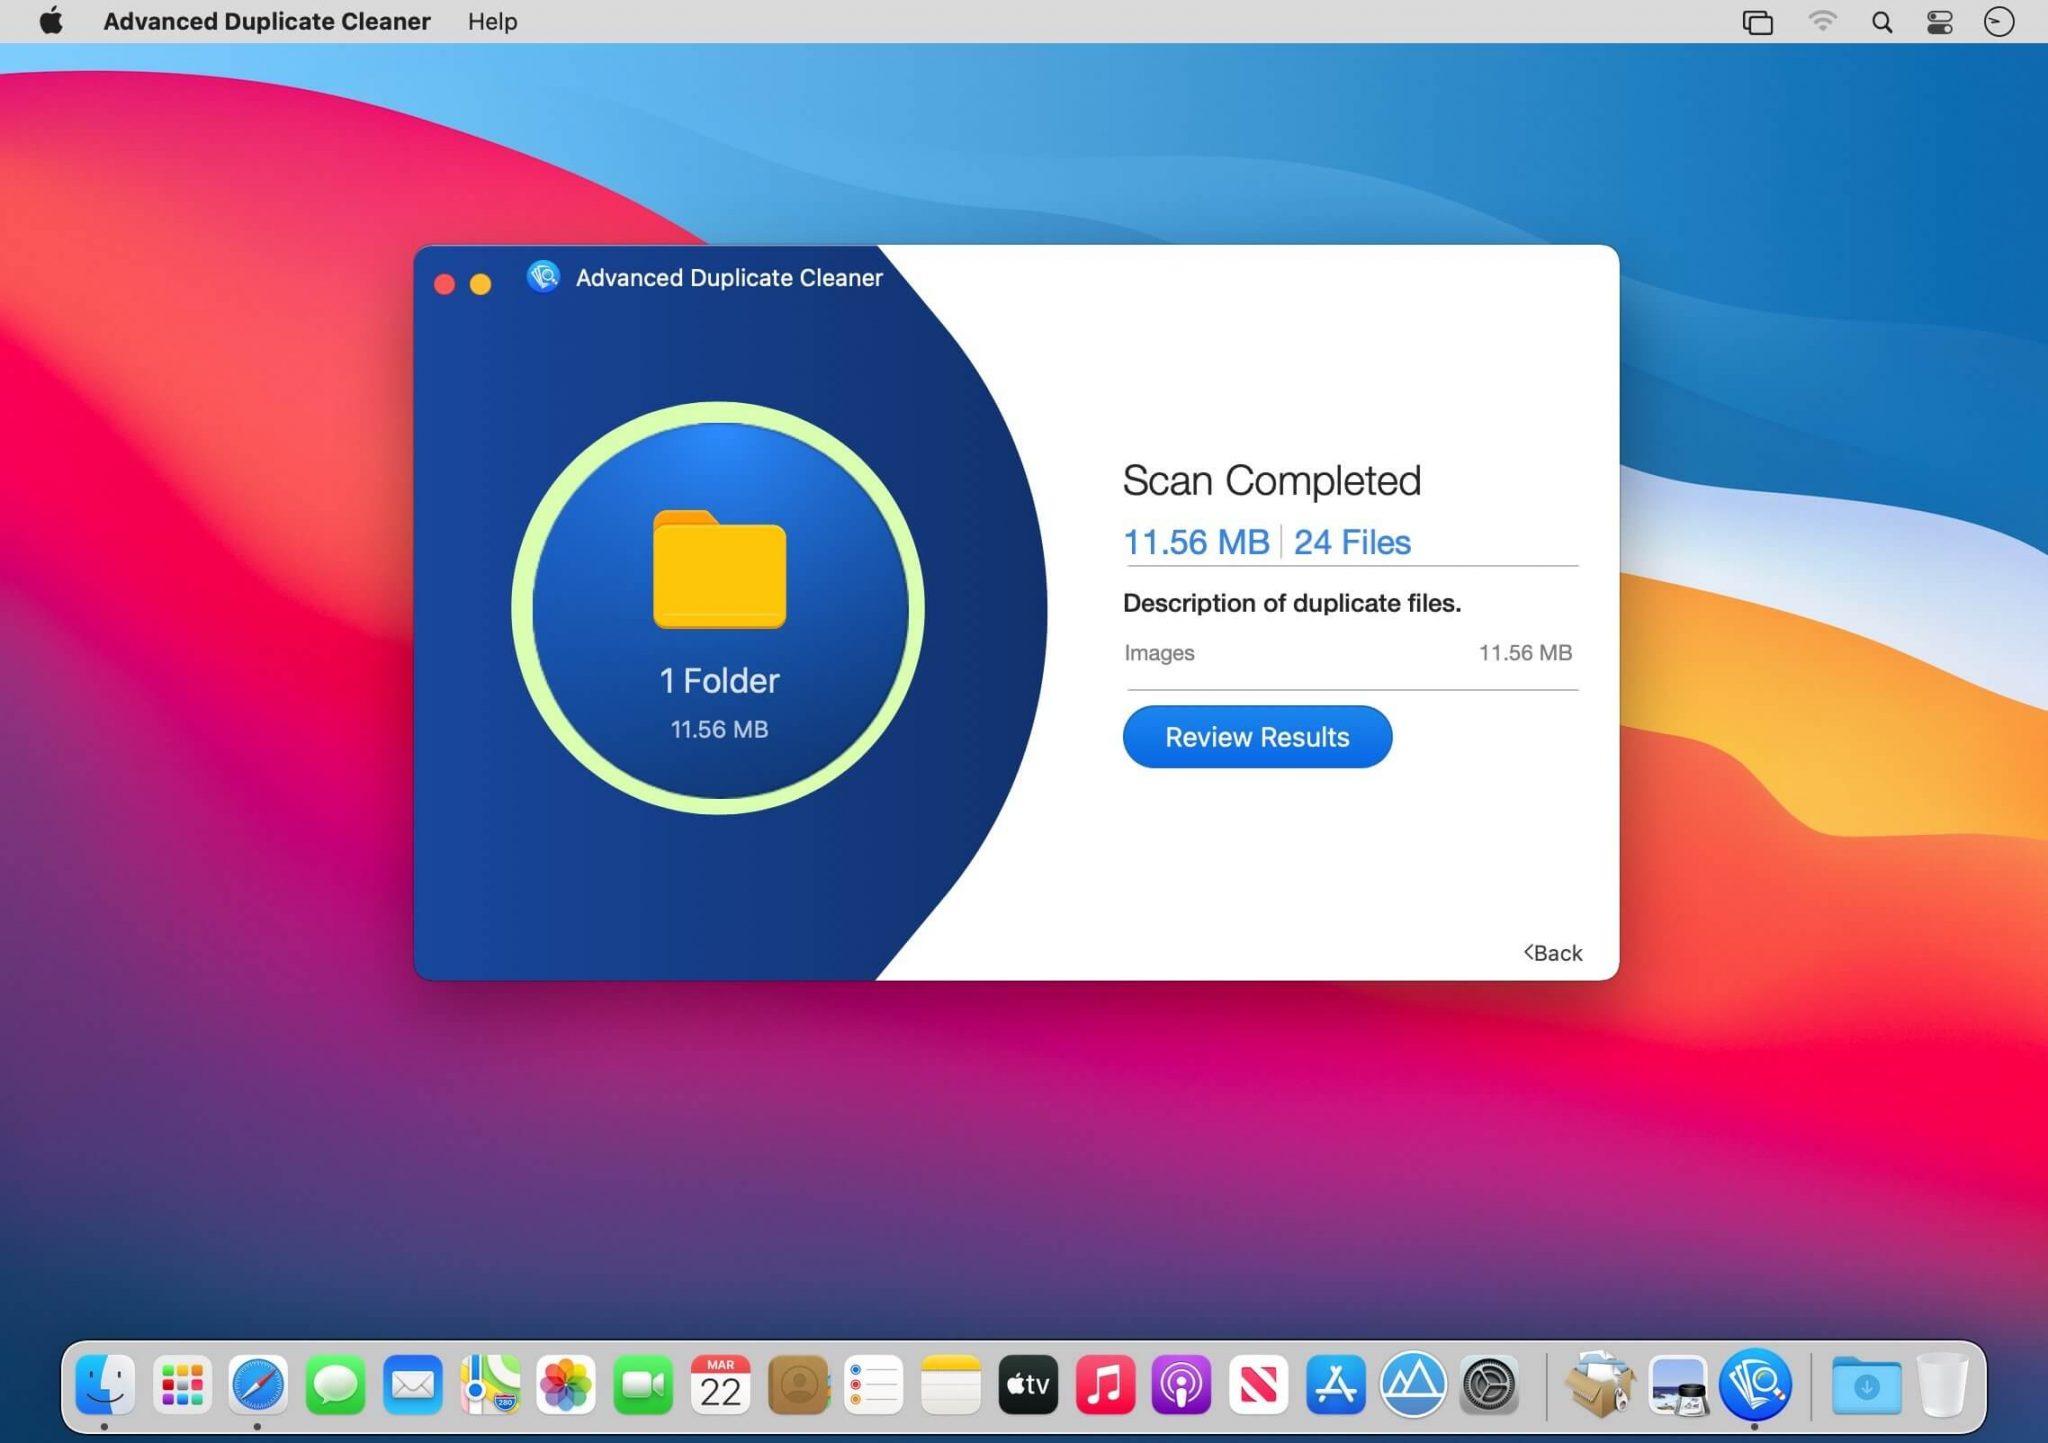 Advanced Duplicate Cleaner Help
Advanced Duplicate Cleaner
1 Folder
11.56 MB
Scan Completed
11.56 MB 24 Files
Description of duplicate files.
Images 11.56 MB
Review Results
<Back
280
MAR
22
tv